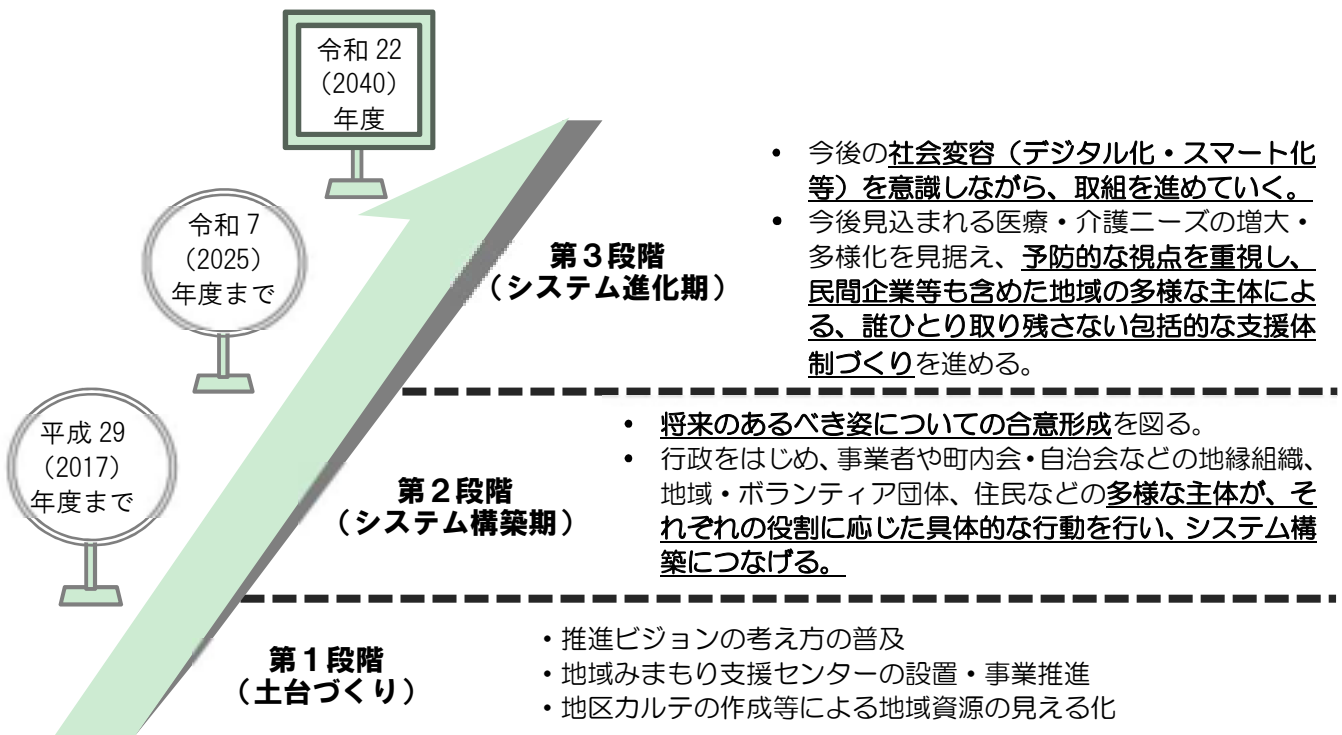 令和 22
（2040）
年度
令和 7
（2025）
年度まで
平成 29
（2017）
年度まで
第３段階
（システム進化期）
• 今後の社会変容（デジタル化・スマート化
等）を意識しながら、取組を進めていく。
• 今後見込まれる医療・介護ニーズの増大・
多様化を見据え、予防的な視点を重視し、
民間企業等も含めた地域の多様な主体によ
る、誰ひとり取り残さない包括的な支援体
制づくりを進める。
第２段階
（システム構築期）
• 将来のあるべき姿についての合意形成を図る。
• 行政をはじめ、事業者や町内会・自治会などの地縁組織、
地域・ボランティア団体、住民などの多様な主体が、そ
れぞれの役割に応じた具体的な行動を行い、システム構
築につなげる。
第１段階
（土台づくり）
・推進ビジョンの考え方の普及
・地域みまもり支援センターの設置・事業推進
・地区カルテの作成等による地域資源の見える化